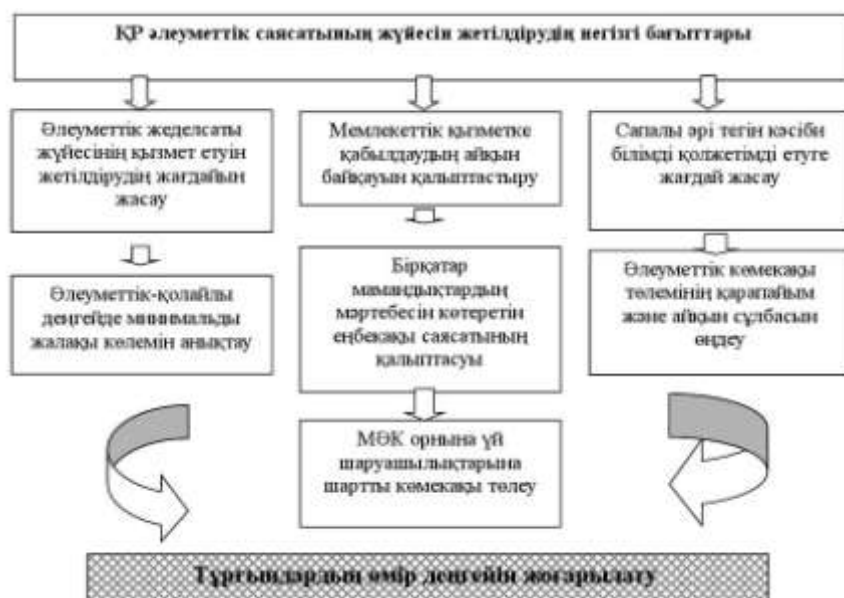 ҚР әлеуметтік саясатының жүйесін жетілдірудің негізгі бағыттары
Әлеуметтік жеделсаты
жүйесінің қызмет етуін
жетілдірудің жағдайын
жасау
Мемлекеттік қызметке
қабылдаудың айқын
байқауын қалыптастыру
Сапалы әрі тегін кәсіби
білімді қолжетімді етуге
жағдай жасау
Әлеуметтік-қолайлы
деңгейде минимальды
жалақы көлемін анықтау
Бірқатар
мамандықтардың
мәртебесін көтеретін
еңбекақы саясатының
қалыптасуы
Әлеуметтік көмекақы
төлемінің қарапайым
және айқын сұлбасын
өңдеу
МӘК орнына үй
шаруашылықтарына
шартты көмекақы төлеу
Тұрғындардың өмір деңгейін жоғарылату